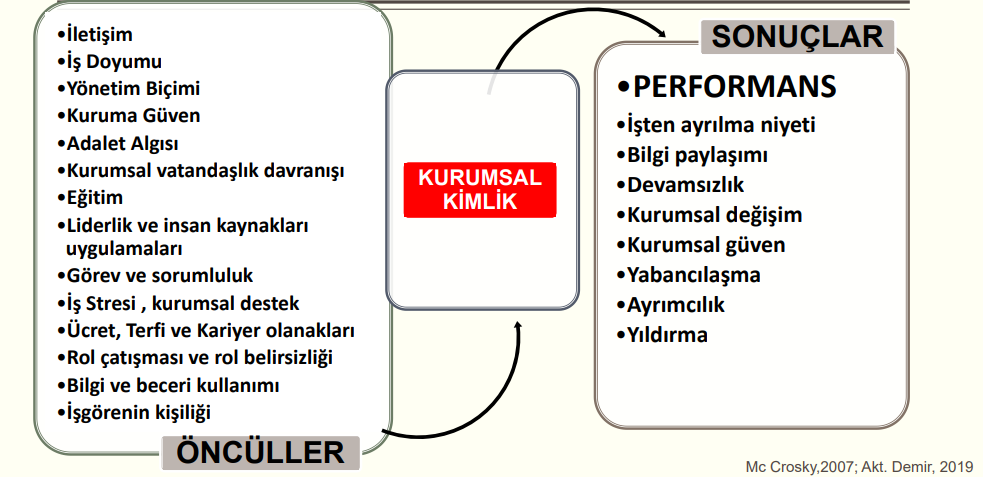 •İletişim
•İş Doyumu
•Yönetim Biçimi
•Kuruma Güven
•Adalet Algısı
•Kurumsal vatandaşlık davranışı
•Eğitim
•Liderlik ve insan kaynakları
uygulamaları
•Görev ve sorumluluk
•İş Stresi , kurumsal destek
•Ücret, Terfi ve Kariyer olanakları
•Rol çatışması ve rol belirsizliği
•Bilgi ve beceri kullanımı
•İşgörenin kişiliği
ÖNCÜLLER
KURUMSAL
KİMLİK
SONUÇLAR
•PERFORMANS
•İşten ayrılma niyeti
•Bilgi paylaşımı
•Devamsızlık
•Kurumsal değişim
•Kurumsal güven
•Yabancılaşma
•Ayrımcılık
•Yıldırma
Mc Crosky,2007; Akt. Demir, 2019